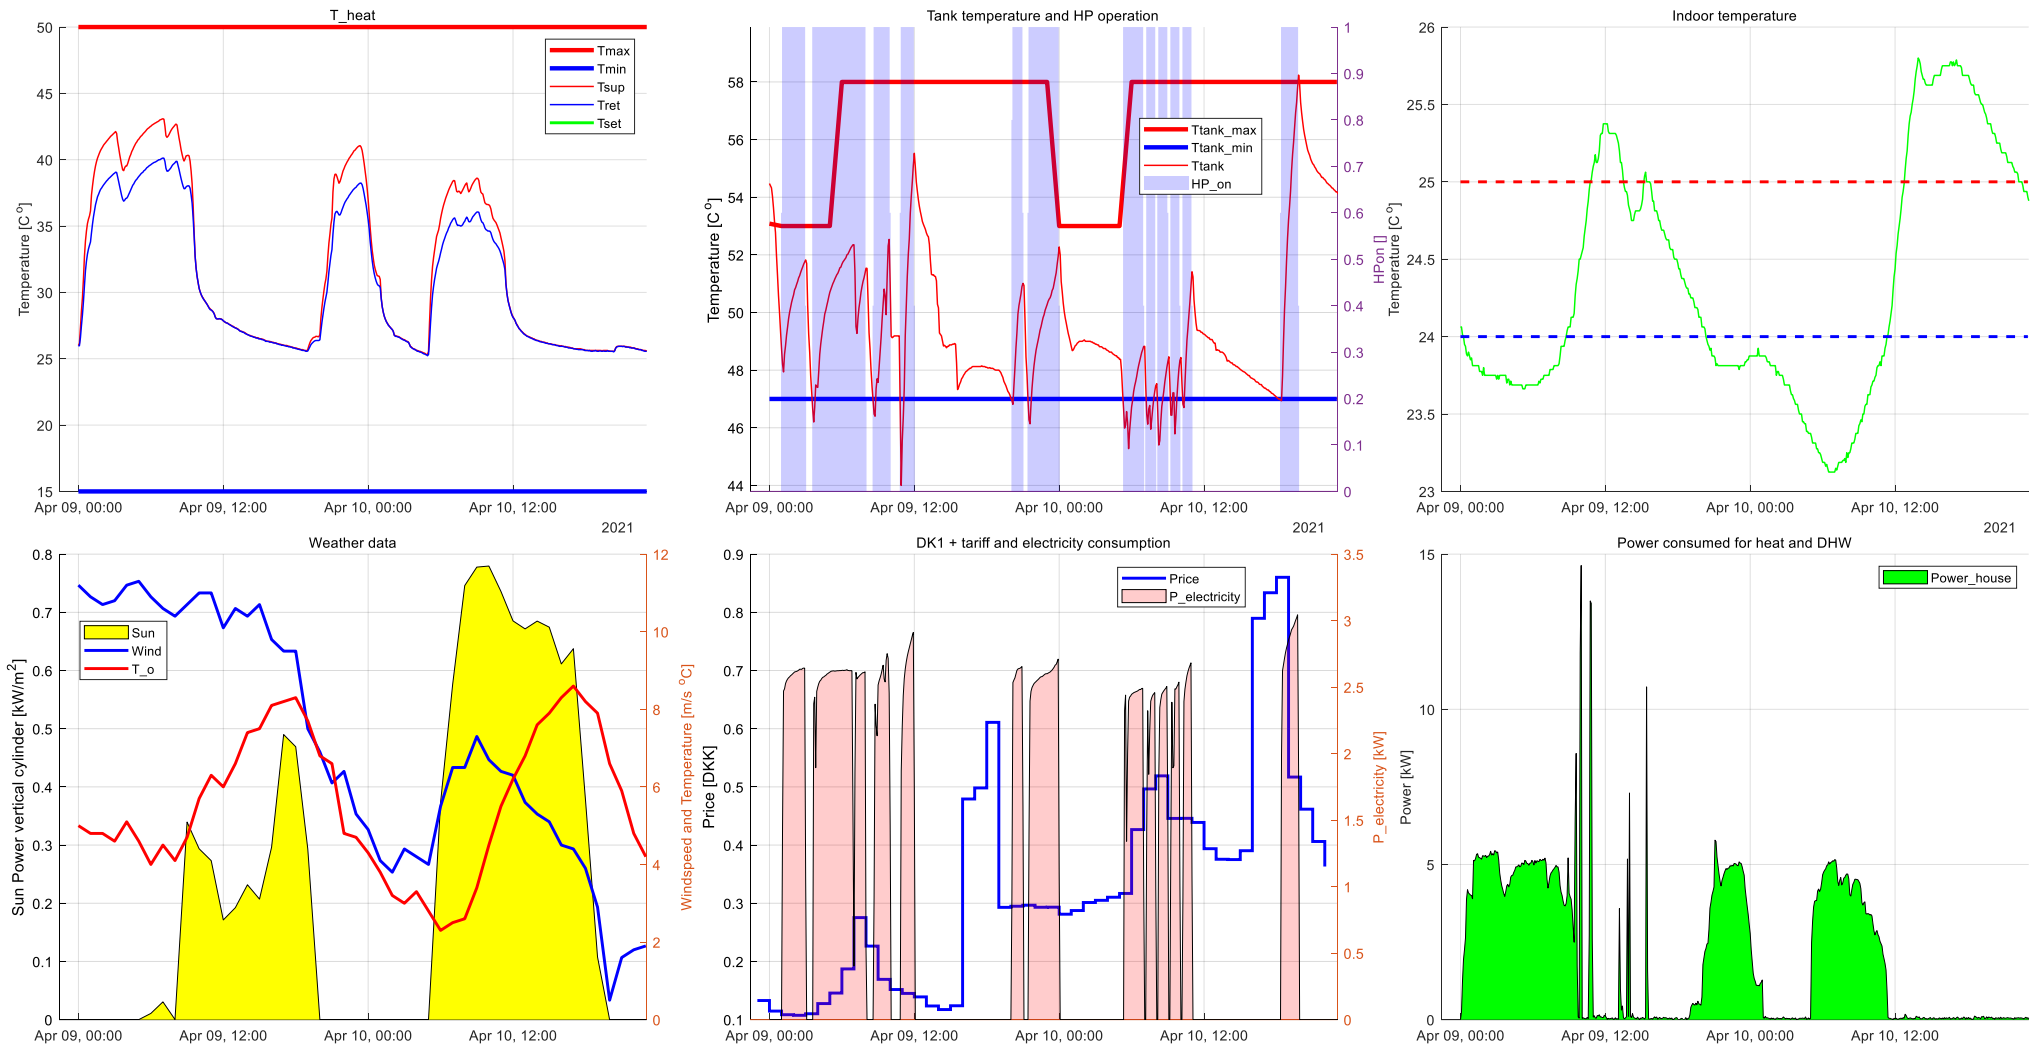 T_heat
50
45
40
35
30
25
20
15
Temperature [C o]
Tmax
Tmin
Tsup
Tret
Tset
Apr 09, 00:00
Apr 09, 12:00
Apr 10, 00:00
Apr 10, 12:00
2021
Tank temperature and HP operation
58
56
54
52
50
48
46
44
Temperature [C o]
Ttank_max
Ttank_min
Ttank
HP_on
1
0.9
0.8
0.7
0.6
0.5
0.4
0.3
0.2
0.1
0
HPon []
Apr 09, 00:00
Apr 09, 12:00
Apr 10, 00:00
Apr 10, 12:00
2021
Indoor temperature
26
25.5
25
24.5
24
23.5
23
Temperature [C o]
Apr 09, 00:00
Apr 09, 12:00
Apr 10, 00:00
Apr 10, 12:00
2021
Weather data
0.8
0.7
0.6
0.5
0.4
0.3
0.2
0.1
0
Sun Power vertical cylinder [kW/m2]
Sun
Wind
T_o
12
10
8
6
4
2
0
Windspeed and Temperature [m/s oC]
Apr 09, 00:00
Apr 09, 12:00
Apr 10, 00:00
Apr 10, 12:00
DK1 + tariff and electricity consumption
0.9
0.8
0.7
0.6
0.5
0.4
0.3
0.2
0.1
Price [DKK]
Price
P_electricity
3.5
3
2.5
2
1.5
1
0.5
0
P_electricity [kW]
Apr 09, 00:00
Apr 09, 12:00
Apr 10, 00:00
Apr 10, 12:00
Power consumed for heat and DHW
15
10
5
0
Power [kW]
Power_house
Apr 09, 00:00
Apr 09, 12:00
Apr 10, 00:00
Apr 10, 12:00